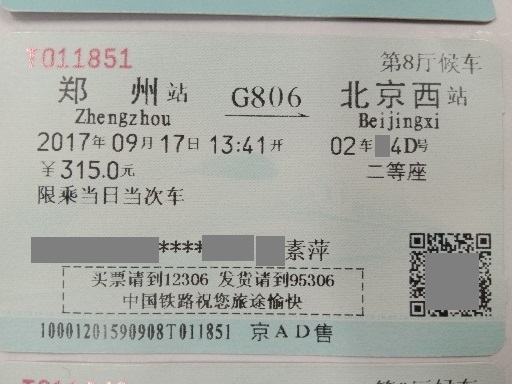 T011851 第8厅候车
郑 州站 G806 北京西站
Zhengzhou Beijingxi
2017年09月17日13:41开 02车4D号
￥315.0元 二等座
限乘当日当次车
****素萍
买票请到12306 发货请到95306
中国铁路祝您旅途愉快
10001201590908T011851 京AD售